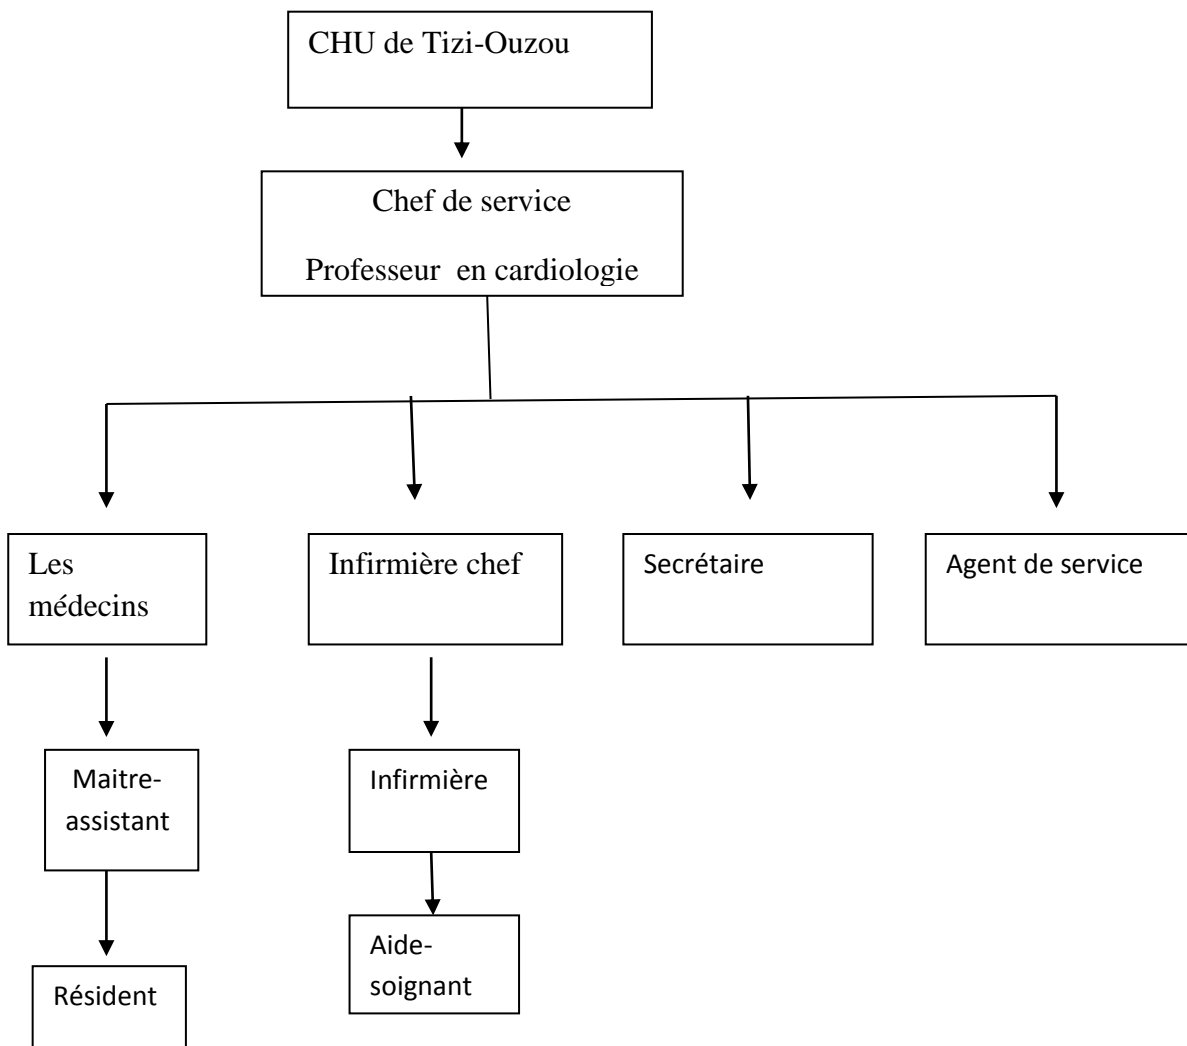 CHU de Tizi-Ouzou
Chef de service
Professeur en cardiologie
Les
médecins
Infirmière chef
Secrétaire
Agent de service
Maitre-
assistant
Infirmière
Aide-
soignant
Résident